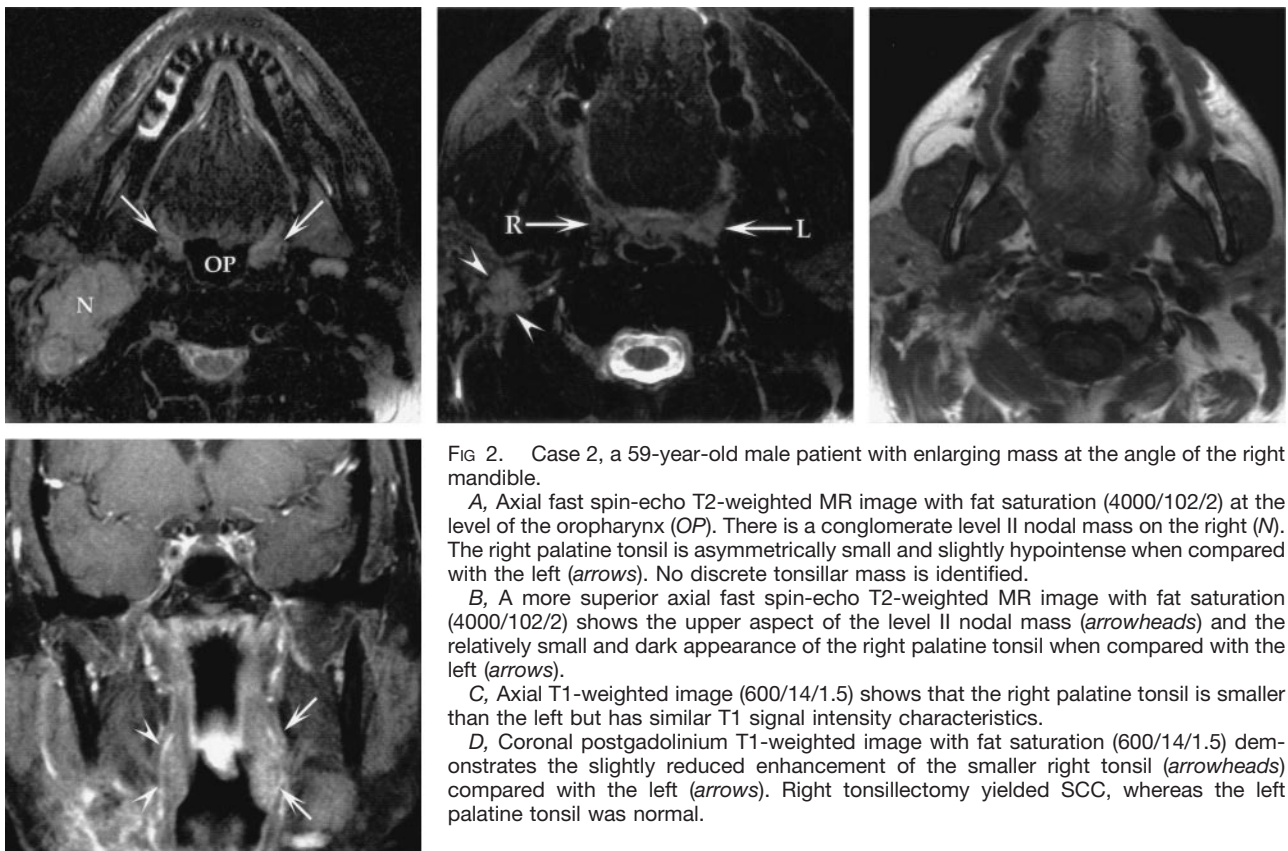 N
OP
R
L
FIG 2. Case 2, a 59-year-old male patient with enlarging mass at the angle of the right
mandible.
A, Axial fast spin-echo T2-weighted MR image with fat saturation (4000/102/2) at the
level of the oropharynx (OP). There is a conglomerate level II nodal mass on the right (N).
The right palatine tonsil is asymmetrically small and slightly hypointense when compared
with the left (arrows). No discrete tonsillar mass is identified.
B, A more superior axial fast spin-echo T2-weighted MR image with fat saturation
(4000/102/2) shows the upper aspect of the level II nodal mass (arrowheads) and the
relatively small and dark appearance of the right palatine tonsil when compared with the
left (arrows).
C, Axial T1-weighted image (600/14/1.5) shows that the right palatine tonsil is smaller
than the left but has similar T1 signal intensity characteristics.
D, Coronal postgadolinium T1-weighted image with fat saturation (600/14/1.5) dem-
onstrates the slightly reduced enhancement of the smaller right tonsil (arrowheads)
compared with the left (arrows). Right tonsillectomy yielded SCC, whereas the left
palatine tonsil was normal.